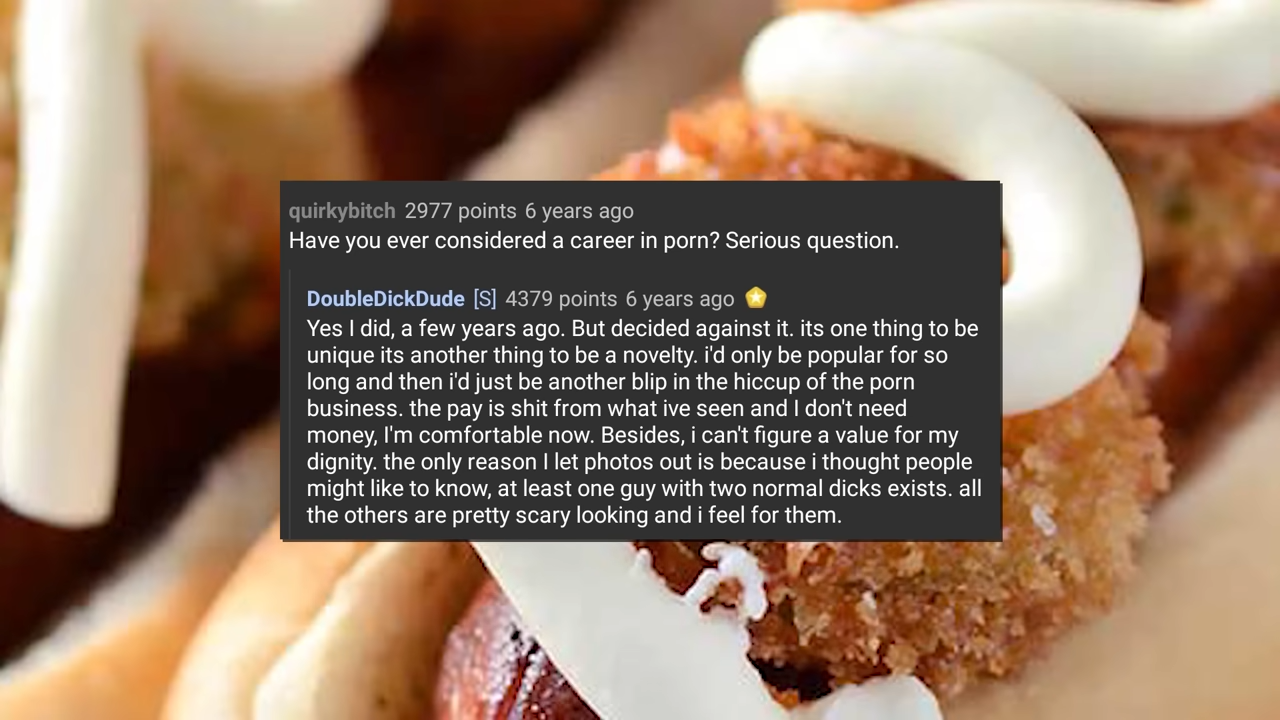 quirkybitch 2977 points 6 years ago
Have you ever considered a career in porn? Serious question.
DoubleDickDude [S] 4379 points 6 years ago
Yes I did, a few years ago. But decided against it. its one thing to be
unique its another thing to be a novelty. i'd only be popular for so
long and then i'd just be another blip in the hiccup of the porn
business. the pay is shit from what ive seen and I don't need
money, I'm comfortable now. Besides, i can't figure a value for my
dignity. the only reason I let photos out is because i thought people
might like to know, at least one guy with two normal dicks exists. all
the others are pretty scary looking and i feel for them.